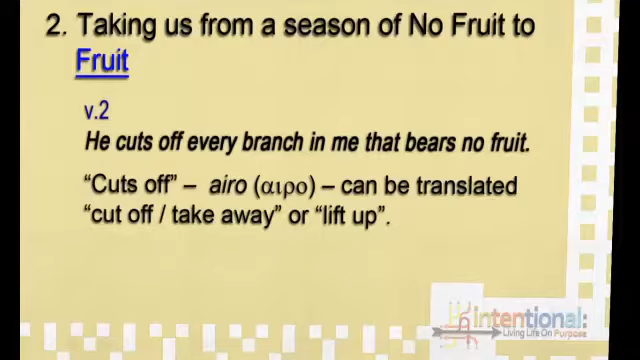 2. Taking us from a season of No Fruit to
Fruit
v.2
He cuts off every branch in me that bears no fruit.
“Cuts off” – airo (αιρο) – can be translated
“cut off / take away” or “lift up”.
intentional:
Living Life On Purpose